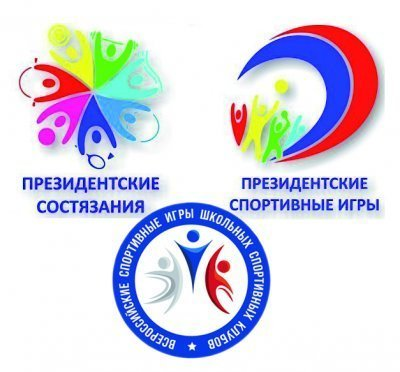 ПРЕЗИДЕНТСКИЕ
СОСТЯЗАНИЯ
ПРЕЗИДЕНТСКИЕ
СПОРТИВНЫЕ ИГРЫ
ВСЕРОССИЙСКИЕ СПОРТИВНЫЕ ИГРЫ ШКОЛЬНЫХ СПОРТИВНЫХ КЛУБОВ